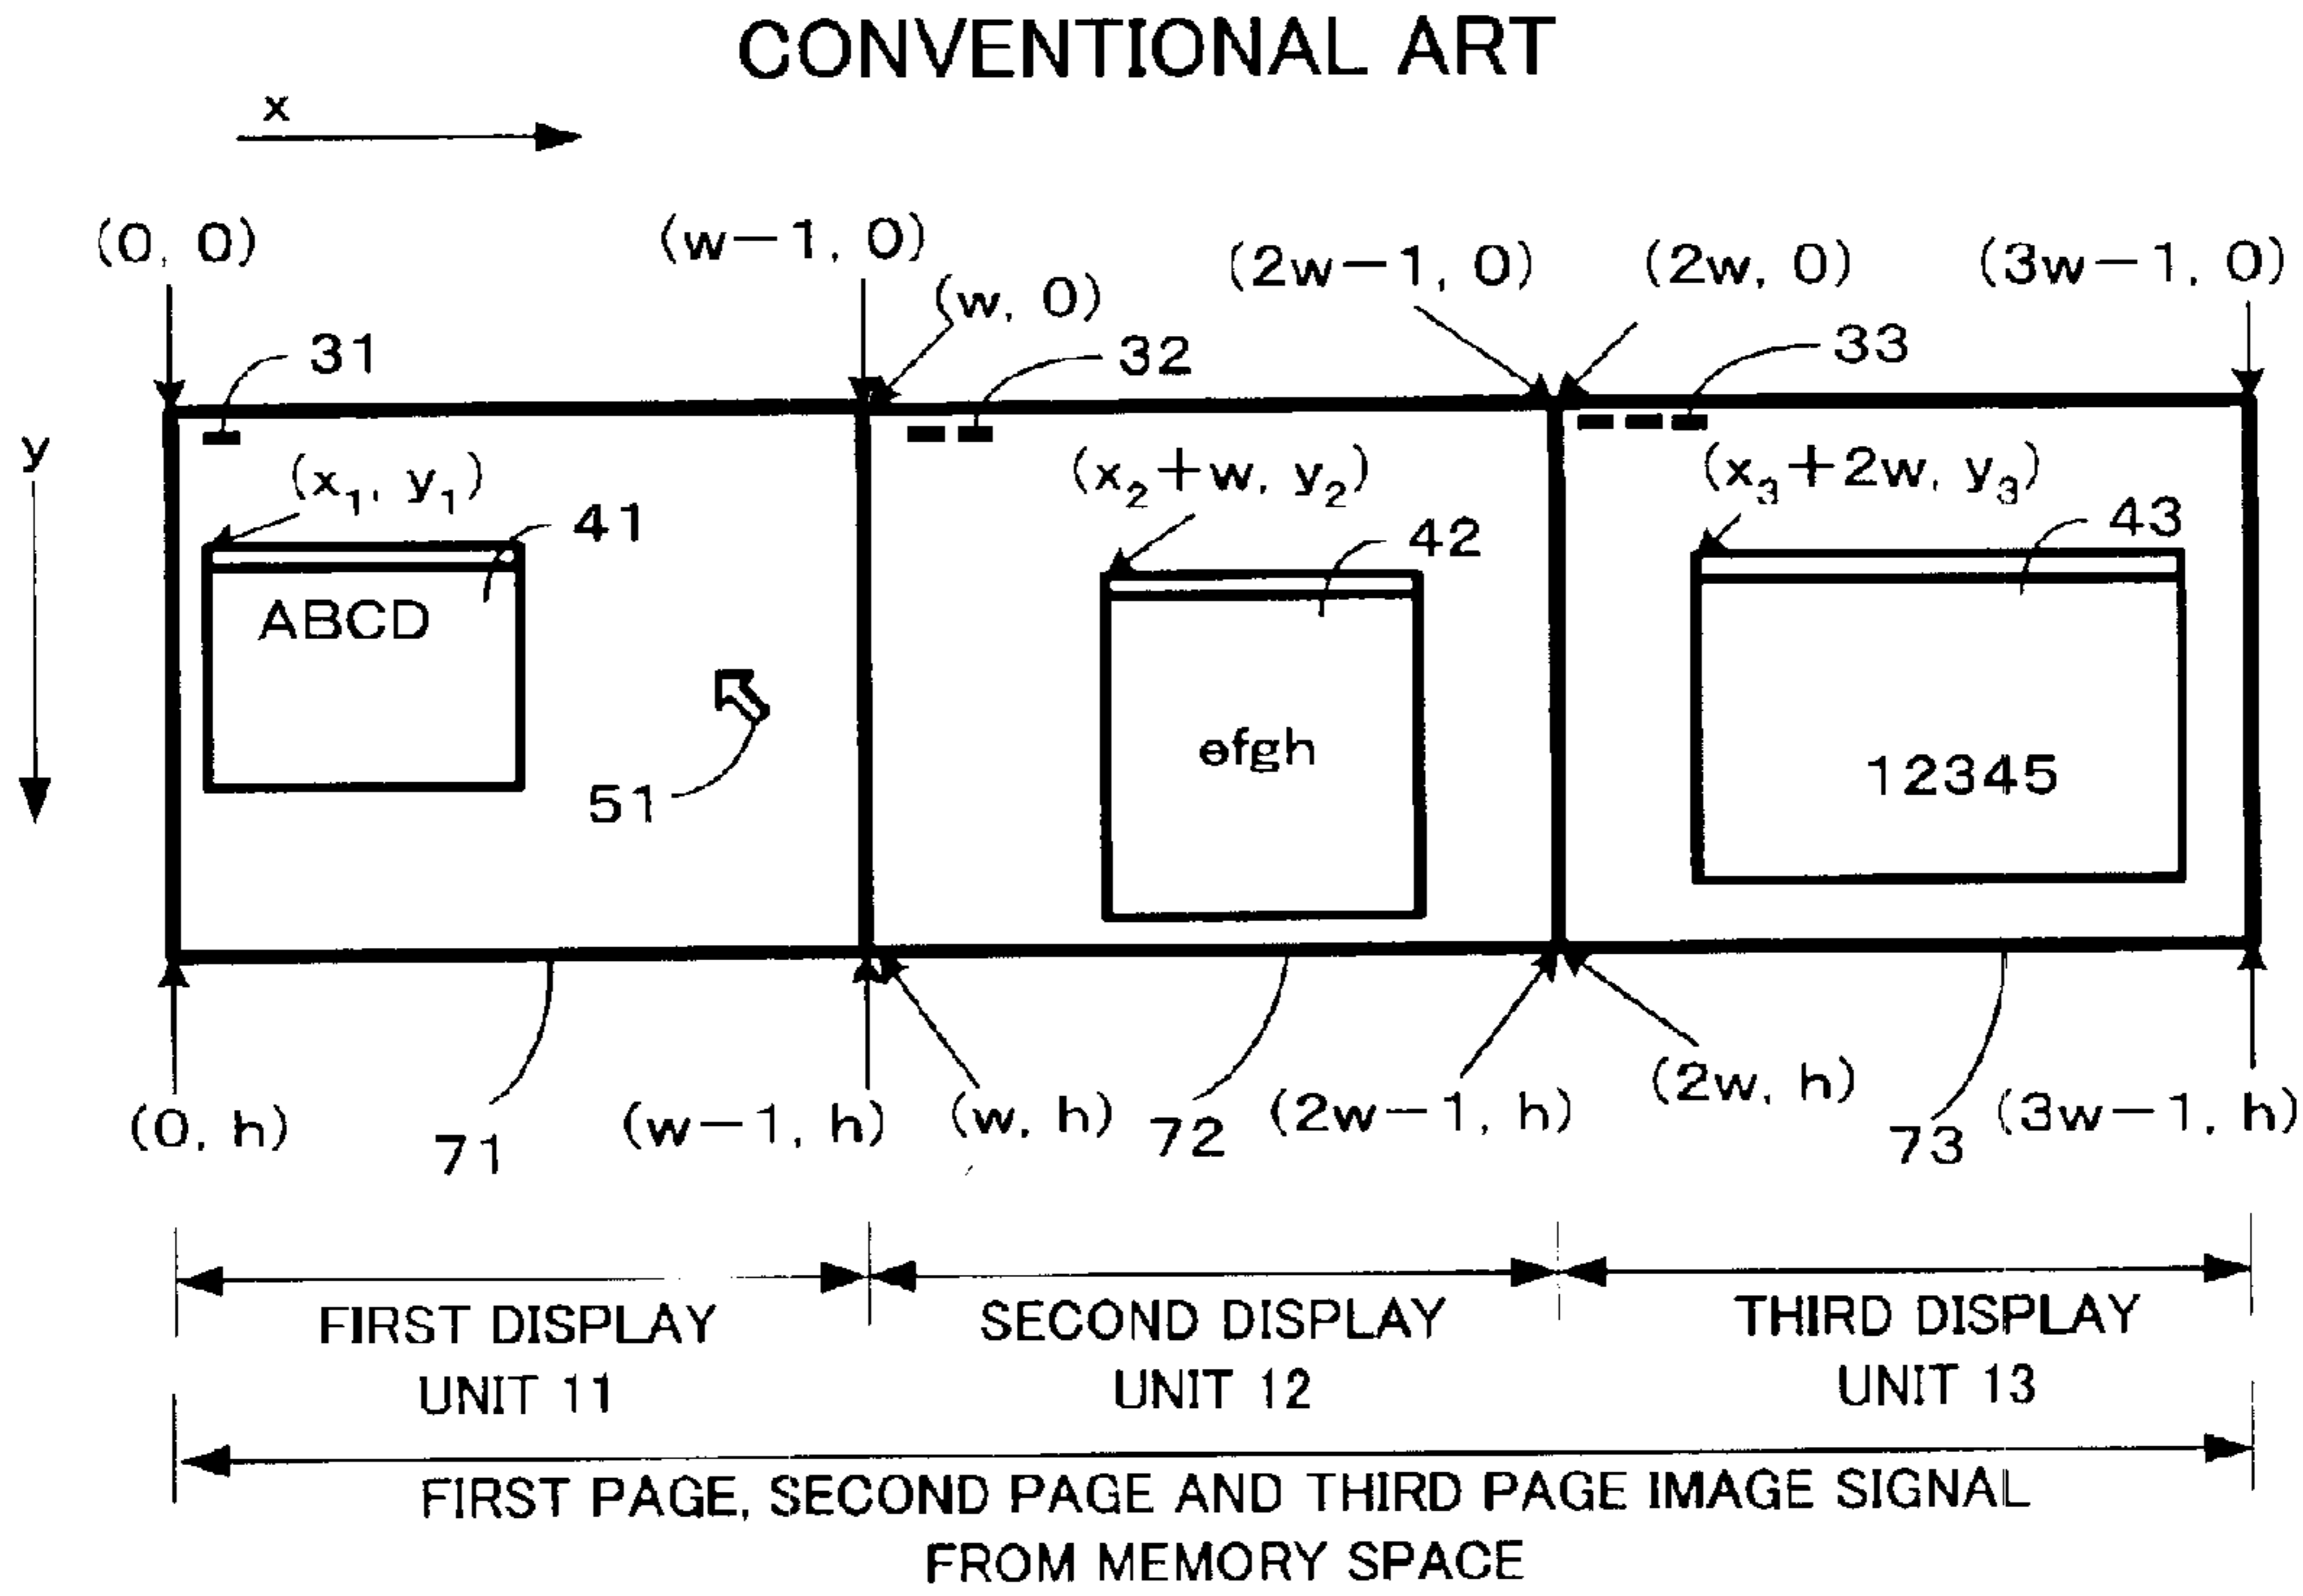 CONVENTIONAL ART
x
(0, 0)
(w-1, 0)
(w, 0)
(2w-1, 0)
(2w, 0)
(3w-1, 0)
31
32
33
y
(x₁, y₁)
(x₂+w, y₂)
(x₃+2w, y₃)
41
42
43
ABCD
efgh
12345
51
(0, h)
71
(w-1, h)
(w, h)
72
(2w-1, h)
(2w, h)
73
(3w-1, h)
FIRST DISPLAY
UNIT 11
SECOND DISPLAY
UNIT 12
THIRD DISPLAY
UNIT 13
FIRST PAGE, SECOND PAGE AND THIRD PAGE IMAGE SIGNAL
FROM MEMORY SPACE